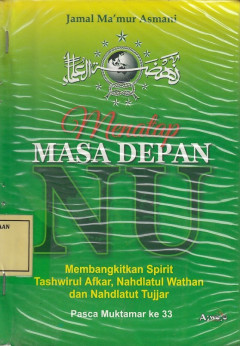 Jamal Ma'mur Asmani
Menatap
MASA DEPAN
NU
Membangkitkan Spirit
Tashwirul Afkar, Nahdlatul Wathan
dan Nahdlatut Tujjar
Pasca Muktamar ke 33